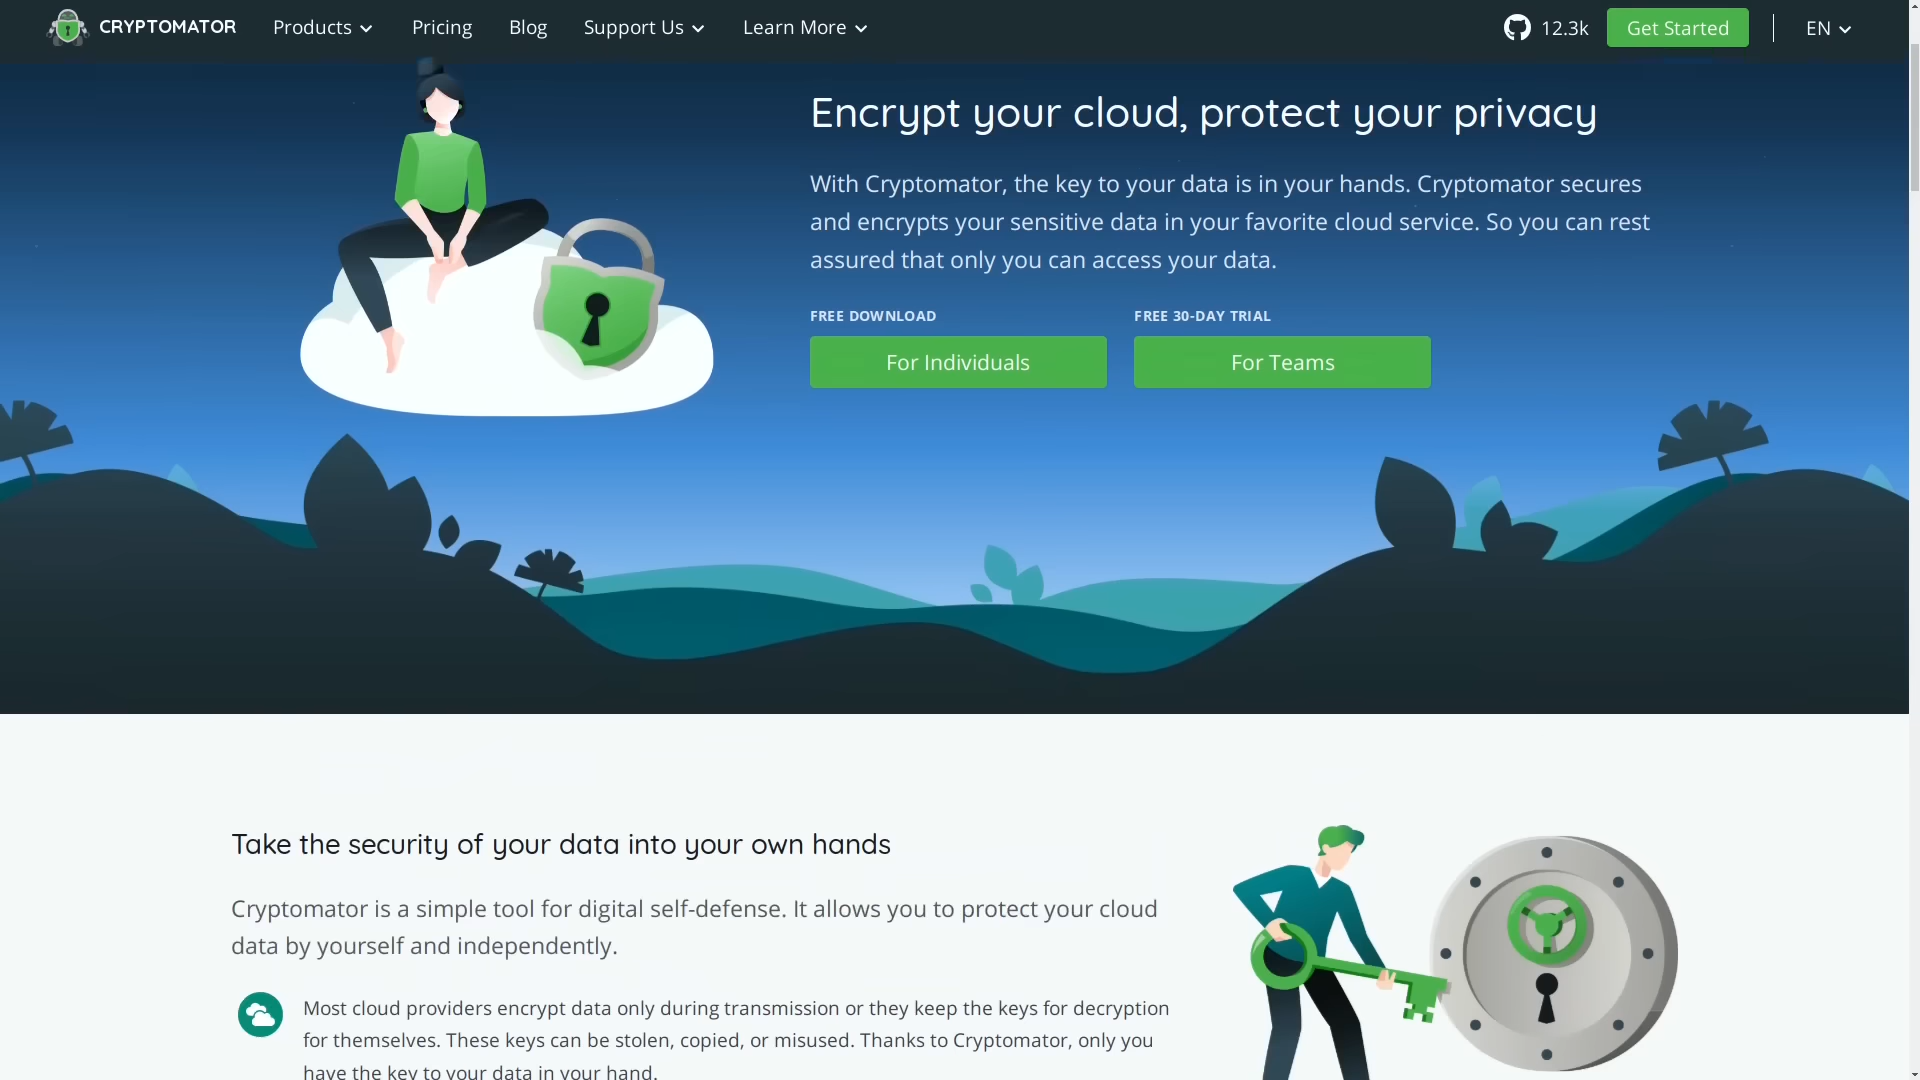 CRYPTOMATOR Products Pricing Blog Support Us Learn More 12.3k Get Started EN
Encrypt your cloud, protect your privacy
With Cryptomator, the key to your data is in your hands. Cryptomator secures
and encrypts your sensitive data in your favorite cloud service. So you can rest
assured that only you can access your data.
FREE DOWNLOAD FREE 30-DAY TRIAL
For Individuals For Teams
Take the security of your data into your own hands
Cryptomator is a simple tool for digital self-defense. It allows you to protect your cloud
data by yourself and independently.
Most cloud providers encrypt data only during transmission or they keep the keys for decryption
for themselves. These keys can be stolen, copied, or misused. Thanks to Cryptomator, only you
have the key to your data in your hand.